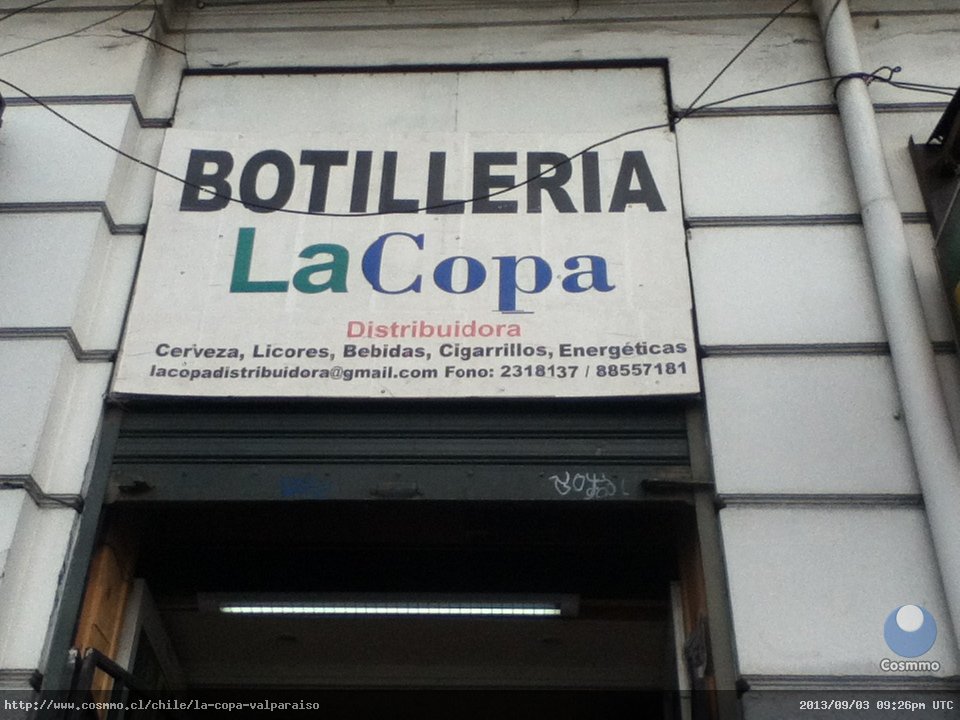 BOTILLERIA
LaCopa
Distribuidora
Cerveza, Licores, Bebidas, Cigarrillos, Energéticas
lacopadistribuidora@gmail.com Fono: 2318137 / 88557181
Cosmmo
http://www.cosmmo.cl/chile/la-copa-valparaiso
2013/09/03 09:26pm UTC